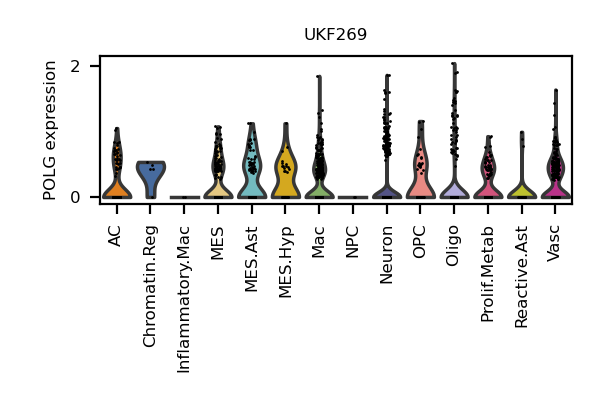 UKF269
POLG expression
2
0
AC
Chromatin.Reg
Inflammatory.Mac
MES
MES.Ast
MES.Hyp
Mac
NPC
Neuron
OPC
Oligo
Prolif.Metab
Reactive.Ast
Vasc